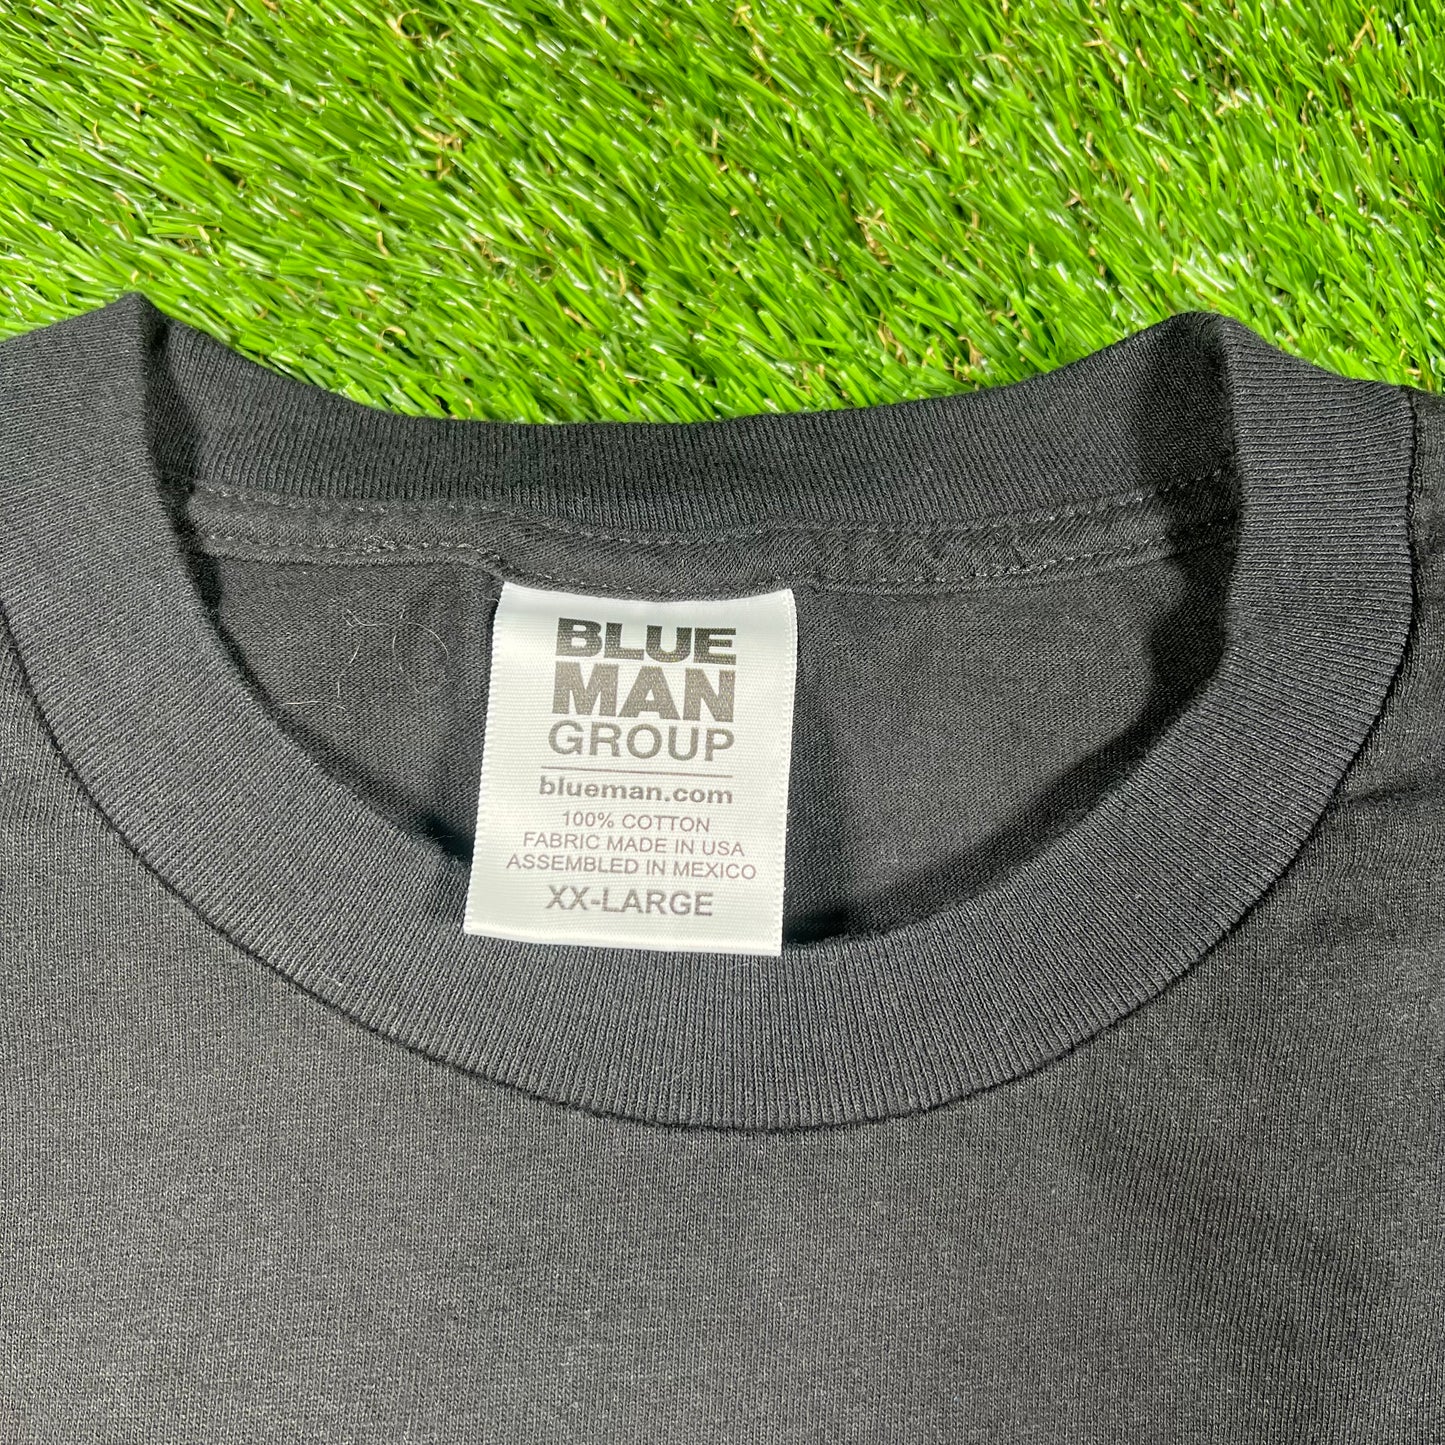 BLUE
MAN
GROUP
blueman.com
100% COTTON
FABRIC MADE IN USA
ASSEMBLED IN MEXICO
XX-LARGE